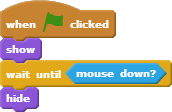 when clicked
show
wait until mouse down?
hide